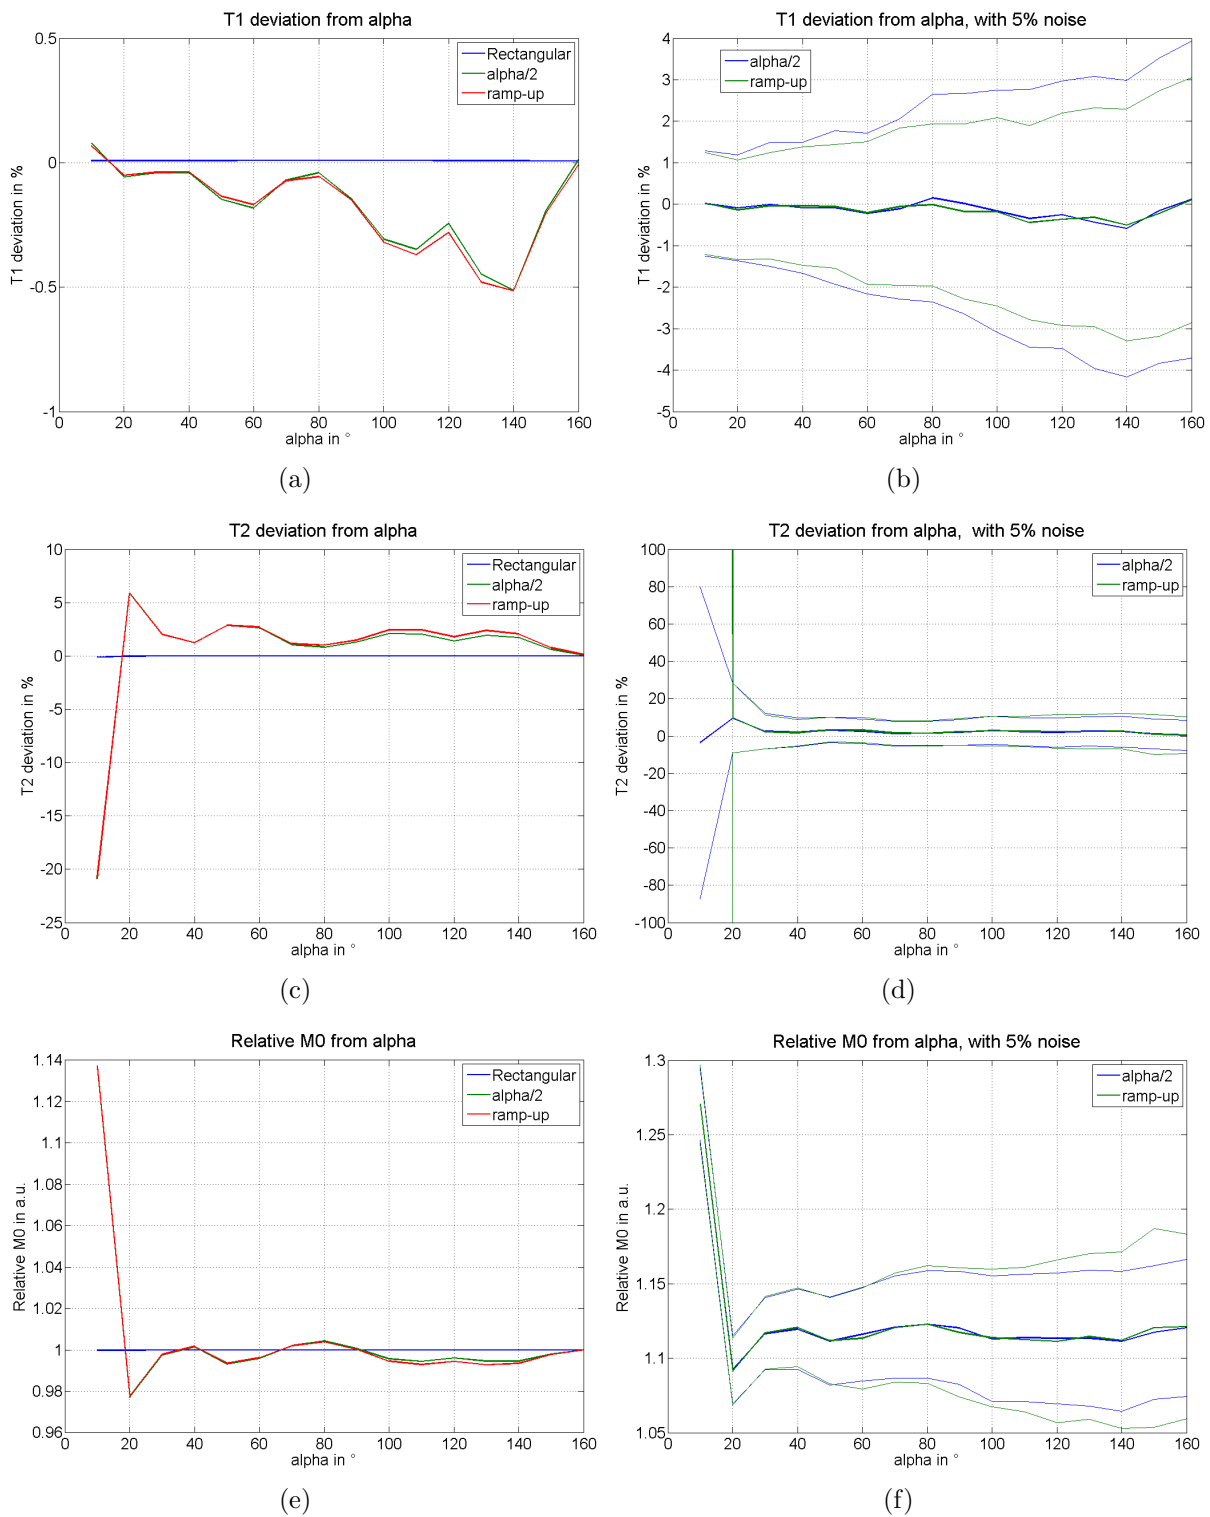 T1 deviation from alpha
T1 deviation in %
0.5
0
-0.5
-1
0 20 40 60 80 100 120 140 160
alpha in °
Rectangular
alpha/2
ramp-up
(a)
T1 deviation from alpha, with 5% noise
T1 deviation in %
4
3
2
1
0
-1
-2
-3
-4
-5
0 20 40 60 80 100 120 140 160
alpha in °
alpha/2
ramp-up
(b)
T2 deviation from alpha
T2 deviation in %
10
5
0
-5
-10
-15
-20
-25
0 20 40 60 80 100 120 140 160
alpha in °
Rectangular
alpha/2
ramp-up
(c)
T2 deviation from alpha, with 5% noise
T2 deviation in %
100
80
60
40
20
0
-20
-40
-60
-80
-100
0 20 40 60 80 100 120 140 160
alpha in °
alpha/2
ramp-up
(d)
Relative M0 from alpha
Relative M0 in a.u.
1.14
1.12
1.1
1.08
1.06
1.04
1.02
1
0.98
0.96
0 20 40 60 80 100 120 140 160
alpha in °
Rectangular
alpha/2
ramp-up
(e)
Relative M0 from alpha, with 5% noise
Relative M0 in a.u.
1.3
1.25
1.2
1.15
1.1
1.05
0 20 40 60 80 100 120 140 160
alpha in °
alpha/2
ramp-up
(f)